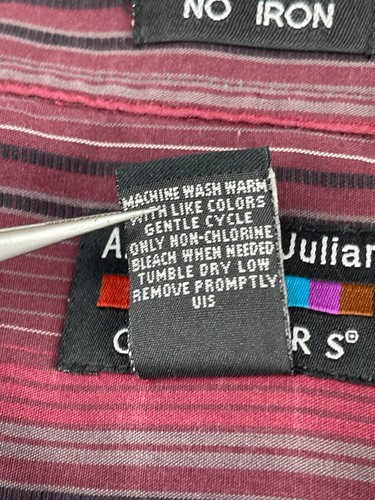 NO IRON
MACHINE WASH WARM
WITH LIKE COLORS
GENTLE CYCLE
ONLY NON-CHLORINE
BLEACH WHEN NEEDED
TUMBLE DRY LOW
REMOVE PROMPTLY
UIS
A Julian
C R S®